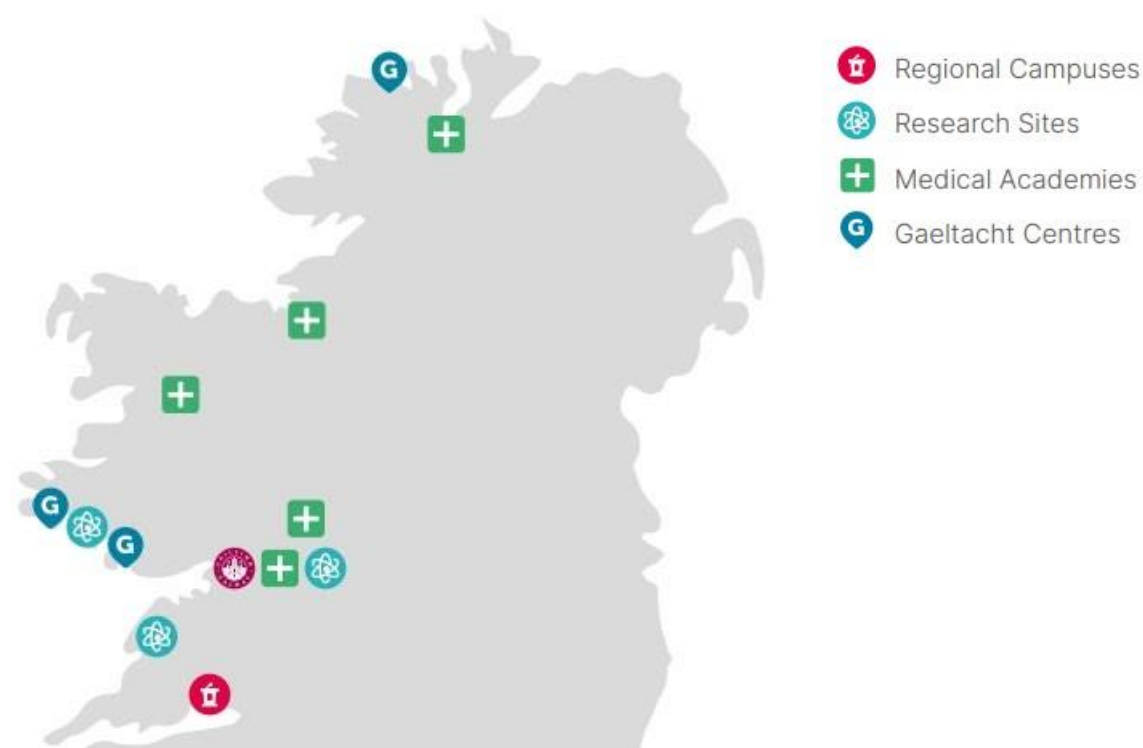 G
Regional Campuses
Research Sites
Medical Academies
G Gaeltacht Centres
G
G